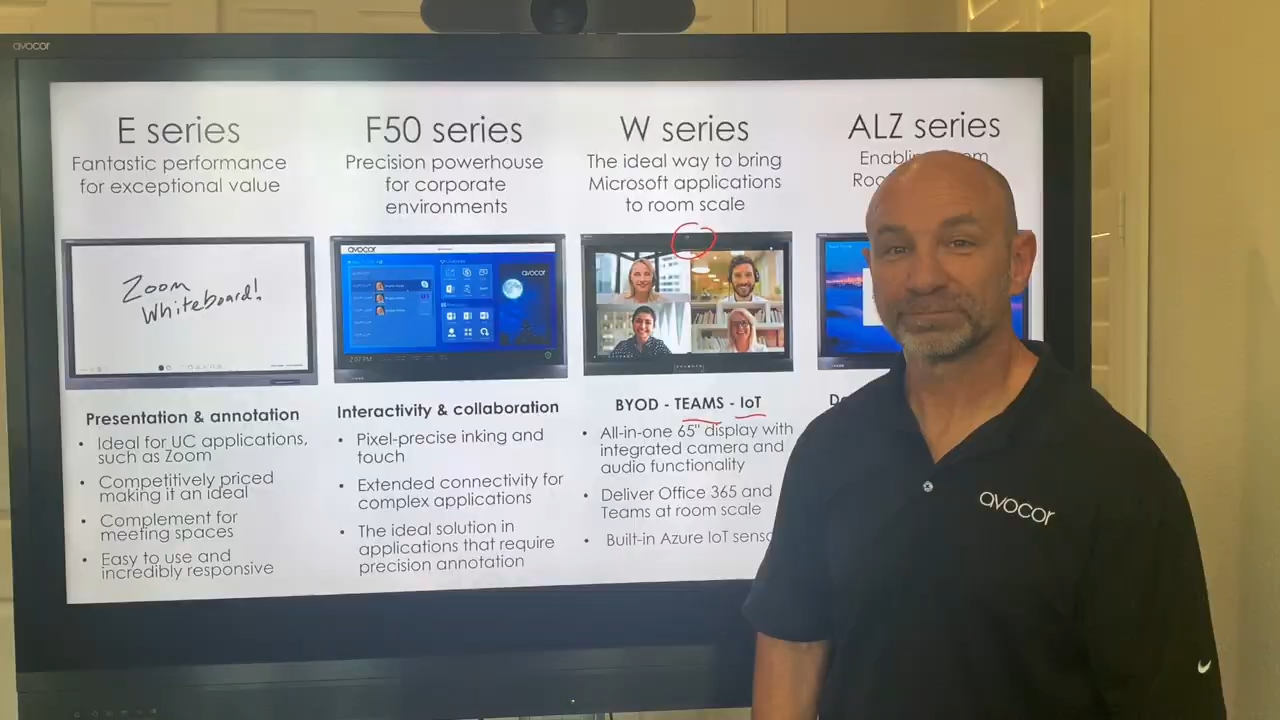 avocor
E series
Fantastic performance
for exceptional value
Zoom
Whiteboard!
Presentation & annotation
• Ideal for UC applications,
such as Zoom
• Competitively priced
making it an ideal
• Complement for
meeting spaces
• Easy to use and
incredibly responsive
F50 series
Precision powerhouse
for corporate
environments
avocor
avocor
2:07 PM
Interactivity & collaboration
• Pixel-precise inking and
touch
• Extended connectivity for
complex applications
• The ideal solution in
applications that require
precision annotation
W series
The ideal way to bring
Microsoft applications
to room scale
BYOD - TEAMS - IoT
• All-in-one 65" display with
integrated camera and
audio functionality
• Deliver Office 365 and
Teams at room scale
• Built-in Azure IoT
ALZ series
avocor